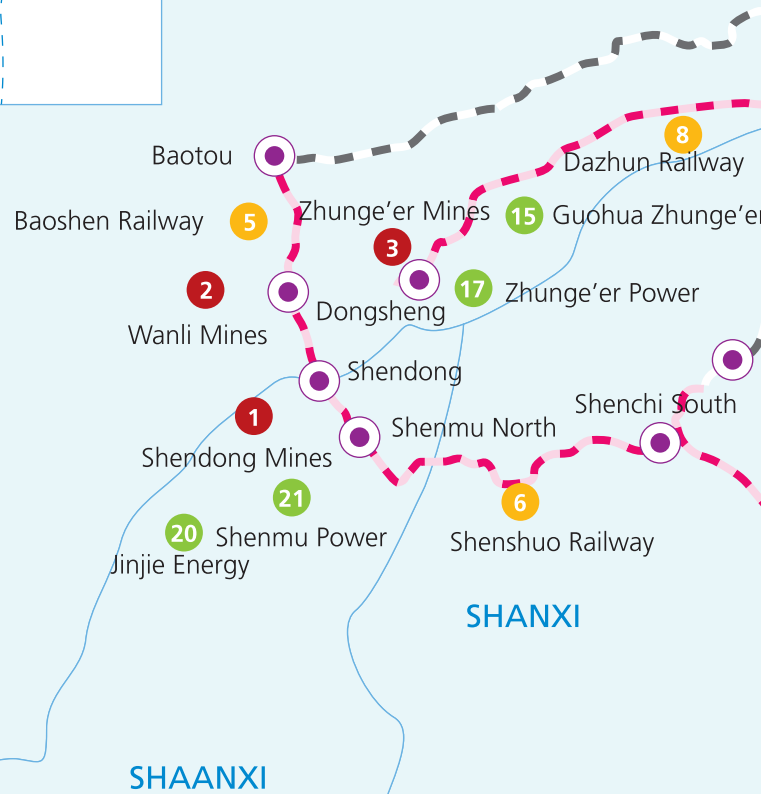 8
Baotou
Dazhun Railway
Zhunge’er Mines
15 Guohua Zhunge’er
Baoshen Railway 5
3
2
17 Zhunge’er Power
Dongsheng
Wanli Mines
Shendong
Shenchi South
1
Shenmu North
Shendong Mines
21
6
20 Shenmu Power
Shenshuo Railway
Jinjie Energy
SHANXI
SHAANXI